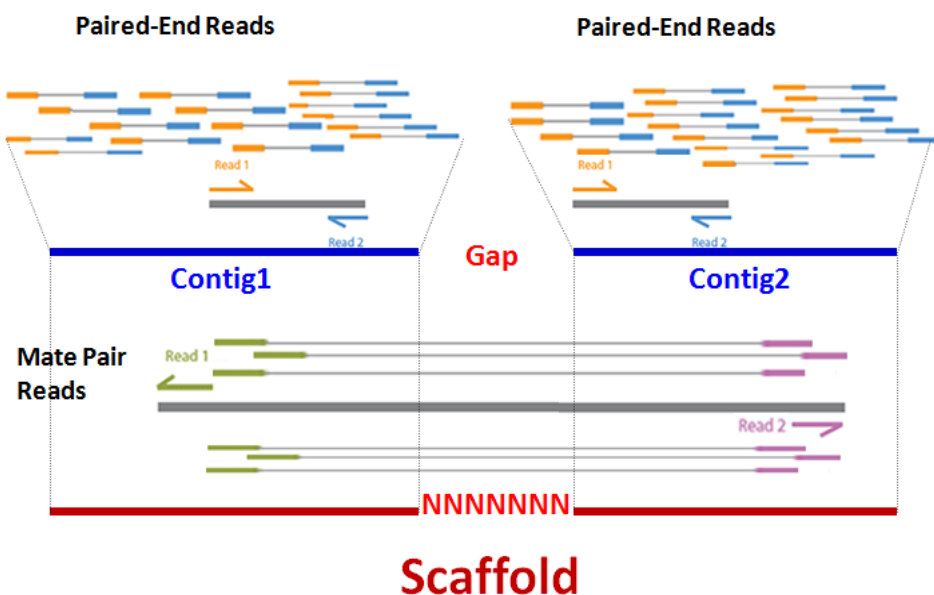 Paired-End Reads
Paired-End Reads
Read 1
Read 1
Read 2
Read 2
Gap
Contig1
Contig2
Mate Pair
Reads
Read 1
Read 2
NNNNNNN
Scaffold